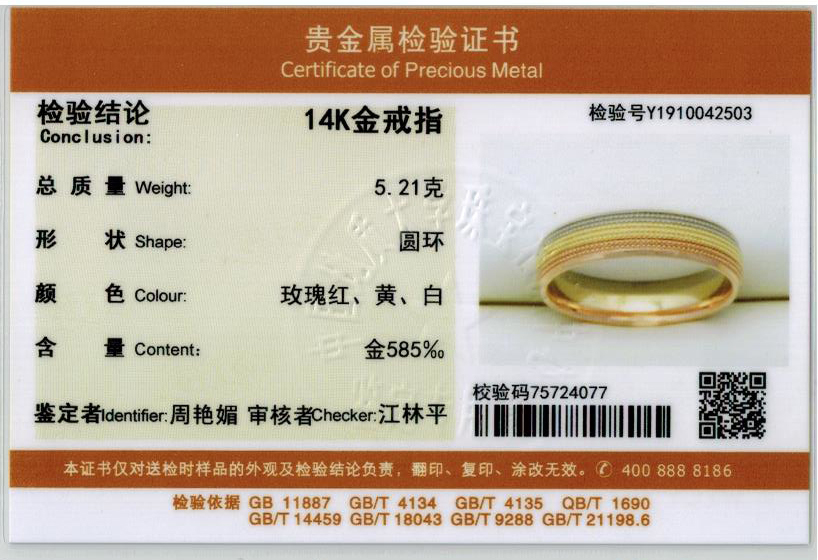 贵金属检验证书
Certificate of Precious Metal
检验结论 14K金戒指
Conclusion:
检验号Y1910042503
总质量 Weight: 5.21克
形状 Shape: 圆环
颜色 Colour: 玫瑰红、黄、白
含量 Content: 金585‰
校验码75724077
鉴定者Identifier:周艳媚 审核者Checker:江林平
本证书仅对送检时样品的外观及检验结论负责，翻印、复印、涂改无效。✆ 400 888 8186
检验依据 GB 11887 GB/T 4134 GB/T 4135 QB/T 1690
GB/T 14459 GB/T 18043 GB/T 9288 GB/T 21198.6